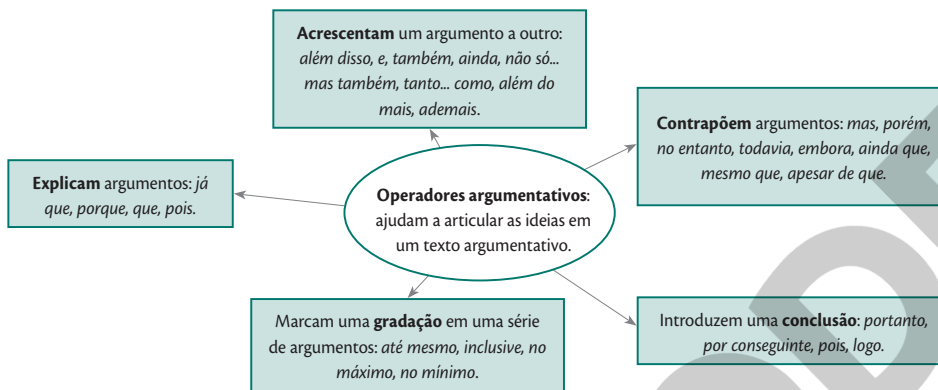 Acrescentam um argumento a outro:
além disso, e, também, ainda, não só...
mas também, tanto... como, além do
mais, ademais.
Contrapõem argumentos: mas, porém,
no entanto, todavia, embora, ainda que,
mesmo que, apesar de que.
Explicam argumentos: já
que, porque, que, pois.
Operadores argumentativos:
ajudam a articular as ideias em
um texto argumentativo.
Marcam uma gradação em uma série
de argumentos: até mesmo, inclusive, no
máximo, no mínimo.
Introduzem uma conclusão: portanto,
por conseguinte, pois, logo.